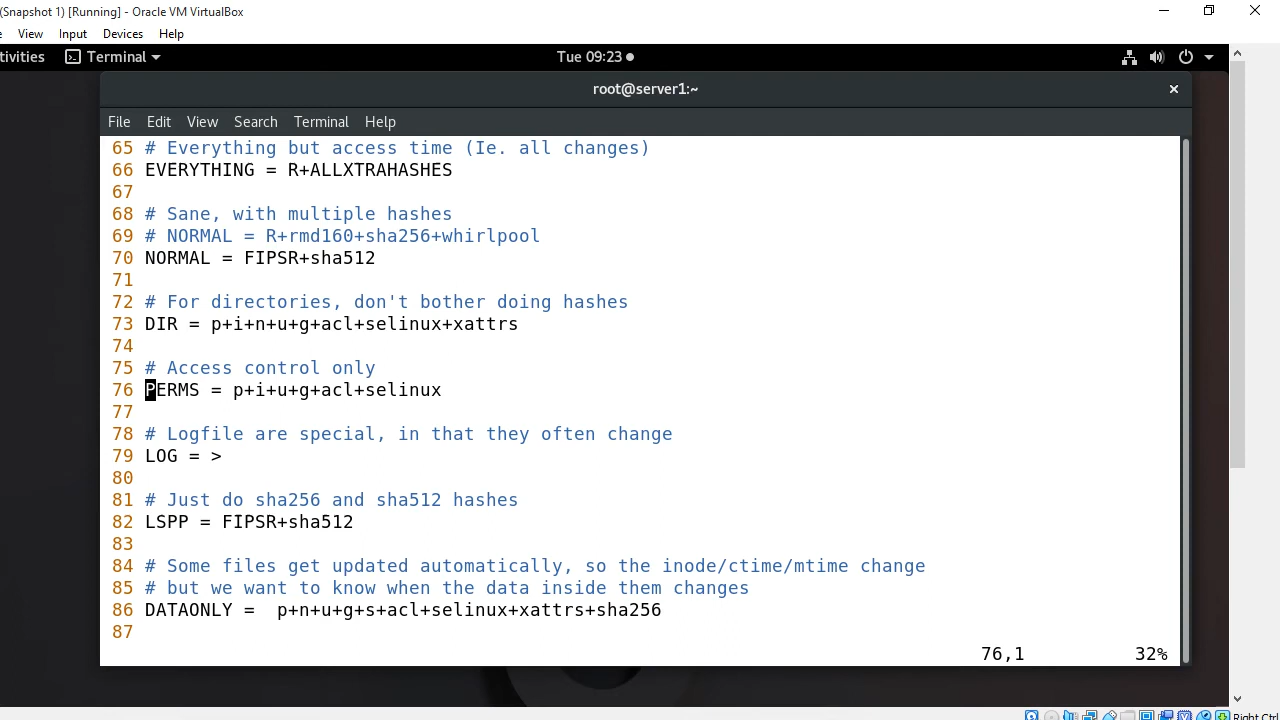 (Snapshot 1) [Running] - Oracle VM VirtualBox
View Input Devices Help
tivities Terminal Tue 09:23
root@server1:~
File Edit View Search Terminal Help
65 # Everything but access time (Ie. all changes)
66 EVERYTHING = R+ALLXTRAHASHES
67
68 # Sane, with multiple hashes
69 # NORMAL = R+rmd160+sha256+whirlpool
70 NORMAL = FIPSR+sha512
71
72 # For directories, don't bother doing hashes
73 DIR = p+i+n+u+g+acl+selinux+xattrs
74
75 # Access control only
76 PERMS = p+i+u+g+acl+selinux
77
78 # Logfile are special, in that they often change
79 LOG = >
80
81 # Just do sha256 and sha512 hashes
82 LSPP = FIPSR+sha512
83
84 # Some files get updated automatically, so the inode/ctime/mtime change
85 # but we want to know when the data inside them changes
86 DATAONLY =  p+n+u+g+s+acl+selinux+xattrs+sha256
87
76,1 32%
Right Ctrl